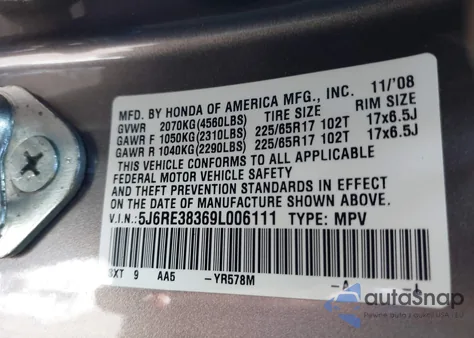 MFD. BY HONDA OF AMERICA MFG., INC. 11/'08
GVWR 2070KG(4560LBS) TIRE SIZE RIM SIZE
GAWR F 1050KG(2310LBS) 225/65R17 102T 17x6.5J
GAWR R 1040KG(2290LBS) 225/65R17 102T 17x6.5J
THIS VEHICLE CONFORMS TO ALL APPLICABLE
FEDERAL MOTOR VEHICLE SAFETY
AND THEFT PREVENTION STANDARDS IN EFFECT
ON THE DATE OF MANUFACTURE SHOWN ABOVE.
V.I.N:5J6RE38369L006111 TYPE: MPV
SXT 9 AA5 -YR578M -A -L
autoSnap